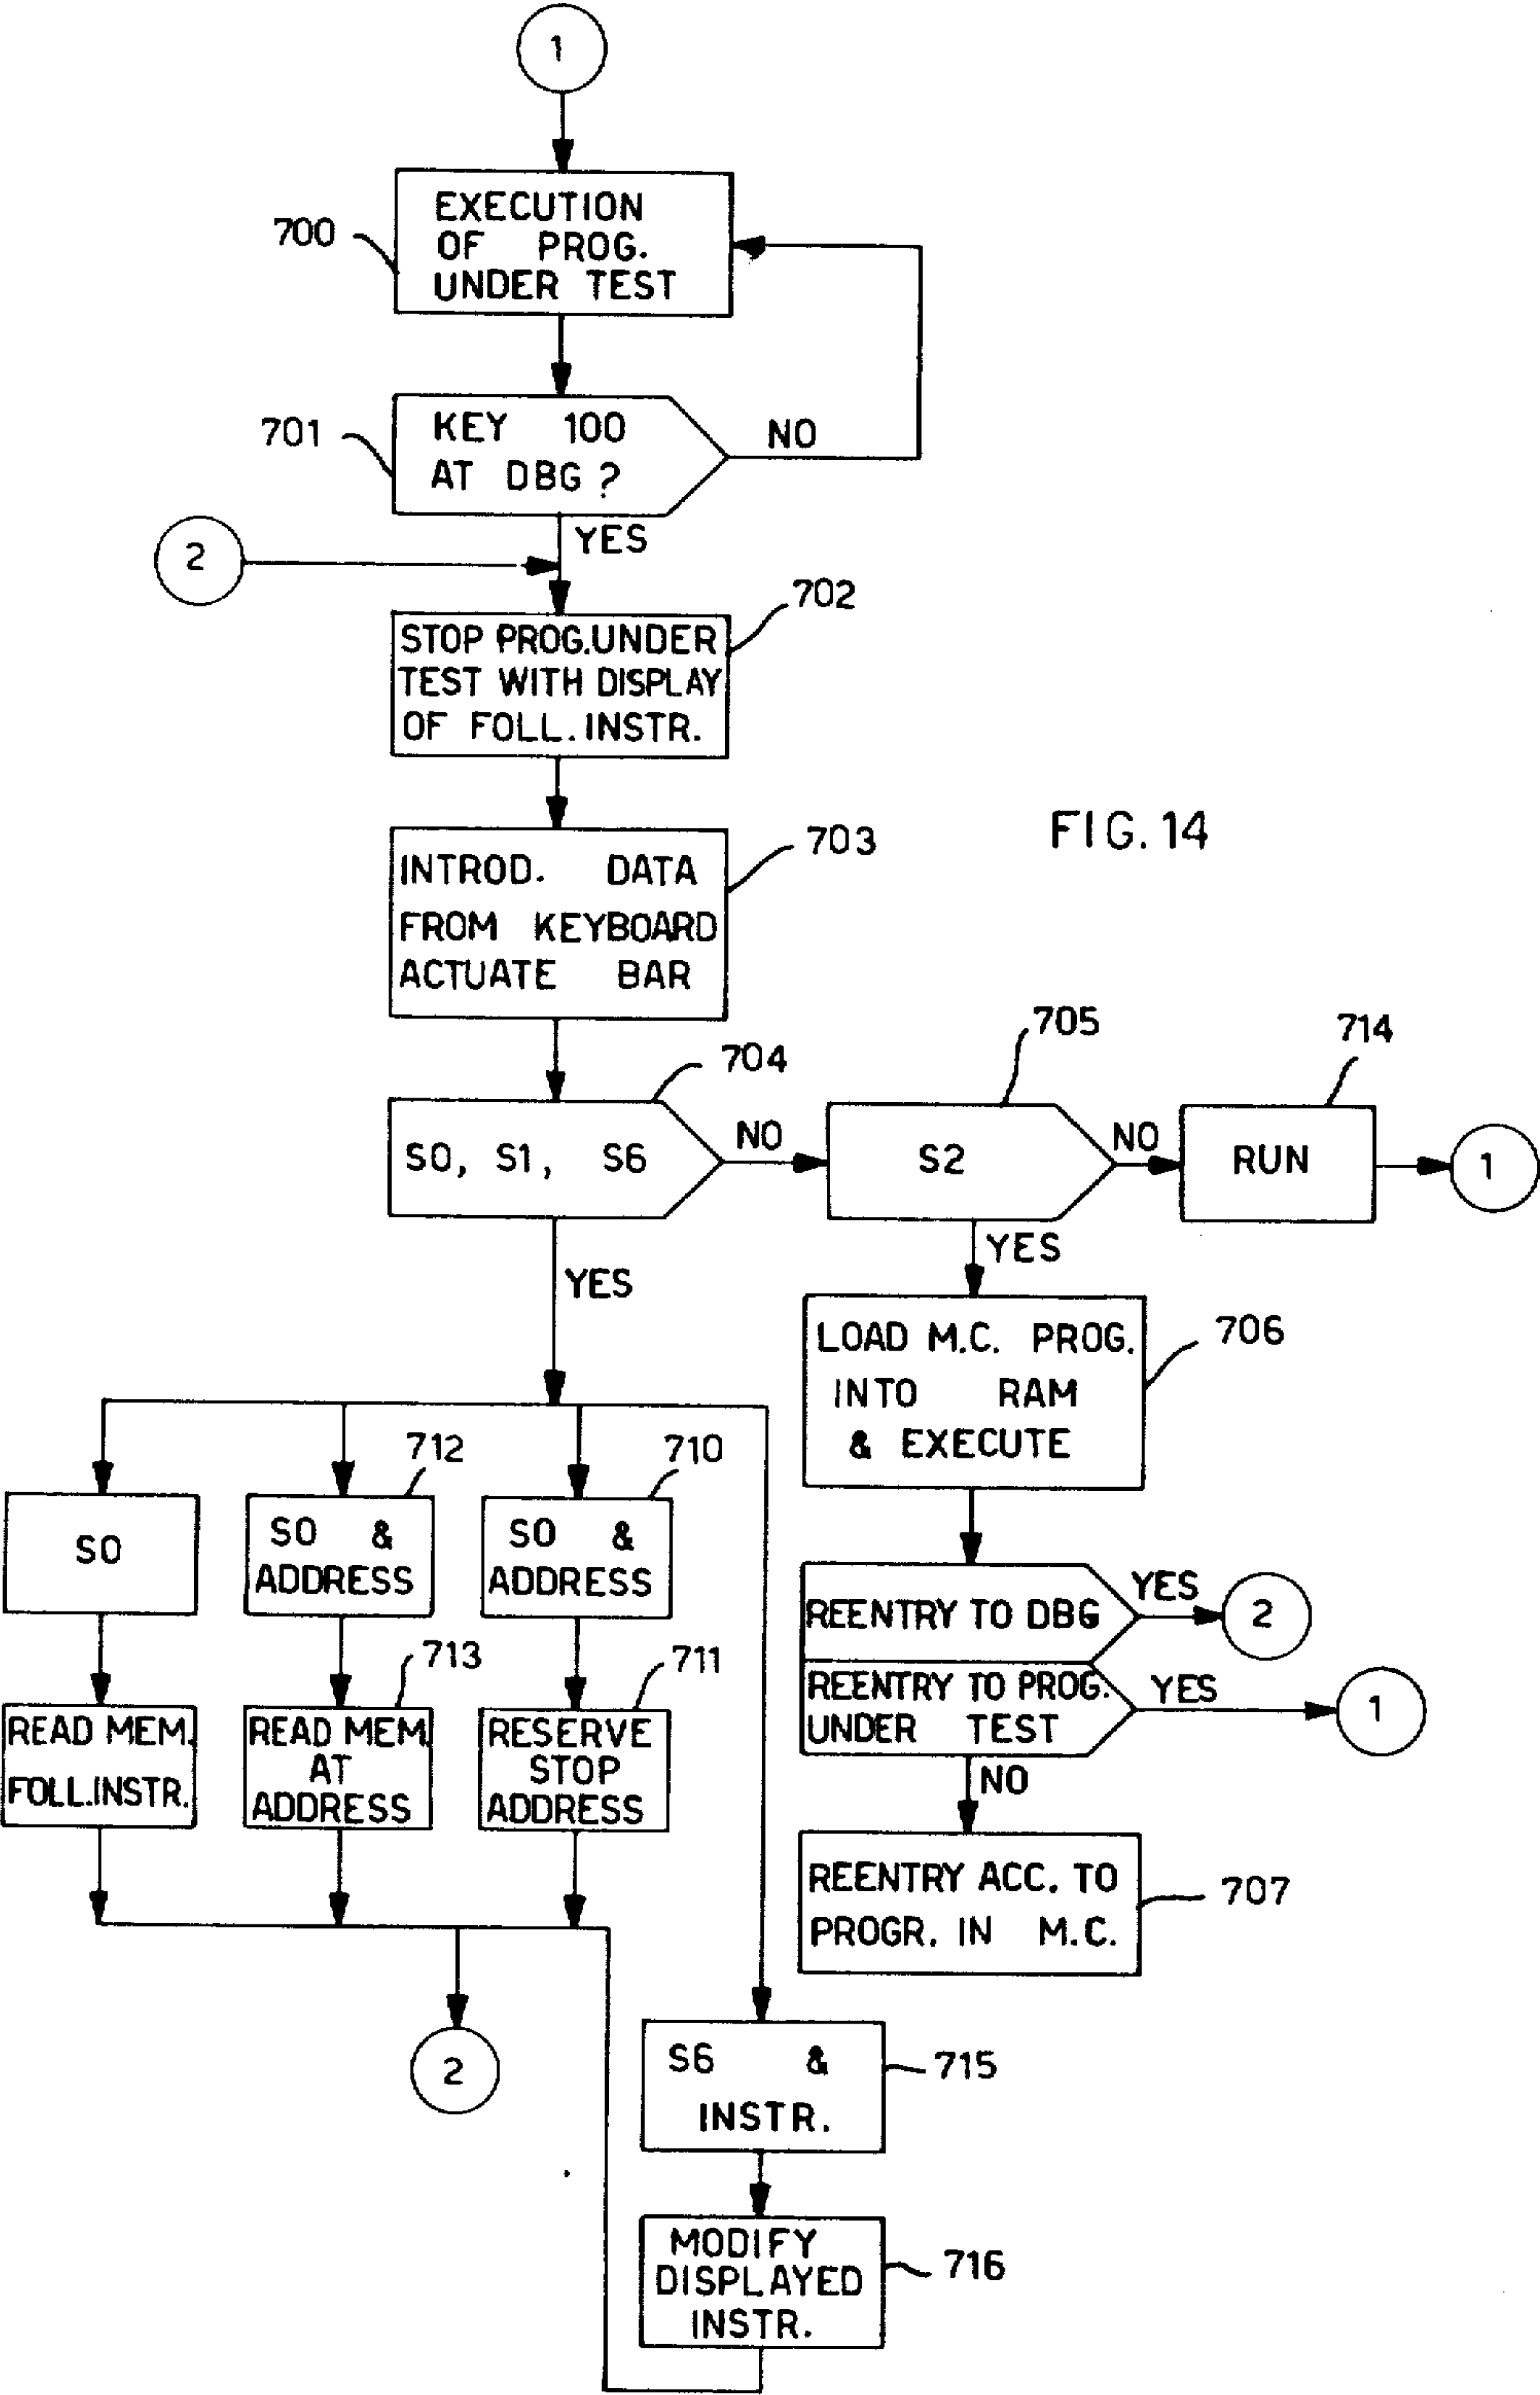 1
EXECUTION
OF PROG.
UNDER TEST
700
KEY 100
AT DBG ?
701
NO
YES
2
702
STOP PROG.UNDER
TEST WITH DISPLAY
OF FOLL. INSTR.
703
INTROD. DATA
FROM KEYBOARD
ACTUATE BAR
FIG. 14
704
S0, S1, S6
NO
705
S2
NO
714
RUN
1
YES
YES
LOAD M.C. PROG.
INTO RAM
& EXECUTE
706
S0
712
S0 &
ADDRESS
710
S0 &
ADDRESS
REENTRY TO DBG
YES
2
REENTRY TO PROG.
UNDER TEST
YES
1
NO
READ MEM.
FOLL.INSTR.
713
READ MEM.
AT
ADDRESS
711
RESERVE
STOP
ADDRESS
REENTRY ACC. TO
PROGR. IN M.C.
707
2
S6 &
INSTR.
715
MODIFY
DISPLAYED
INSTR.
716